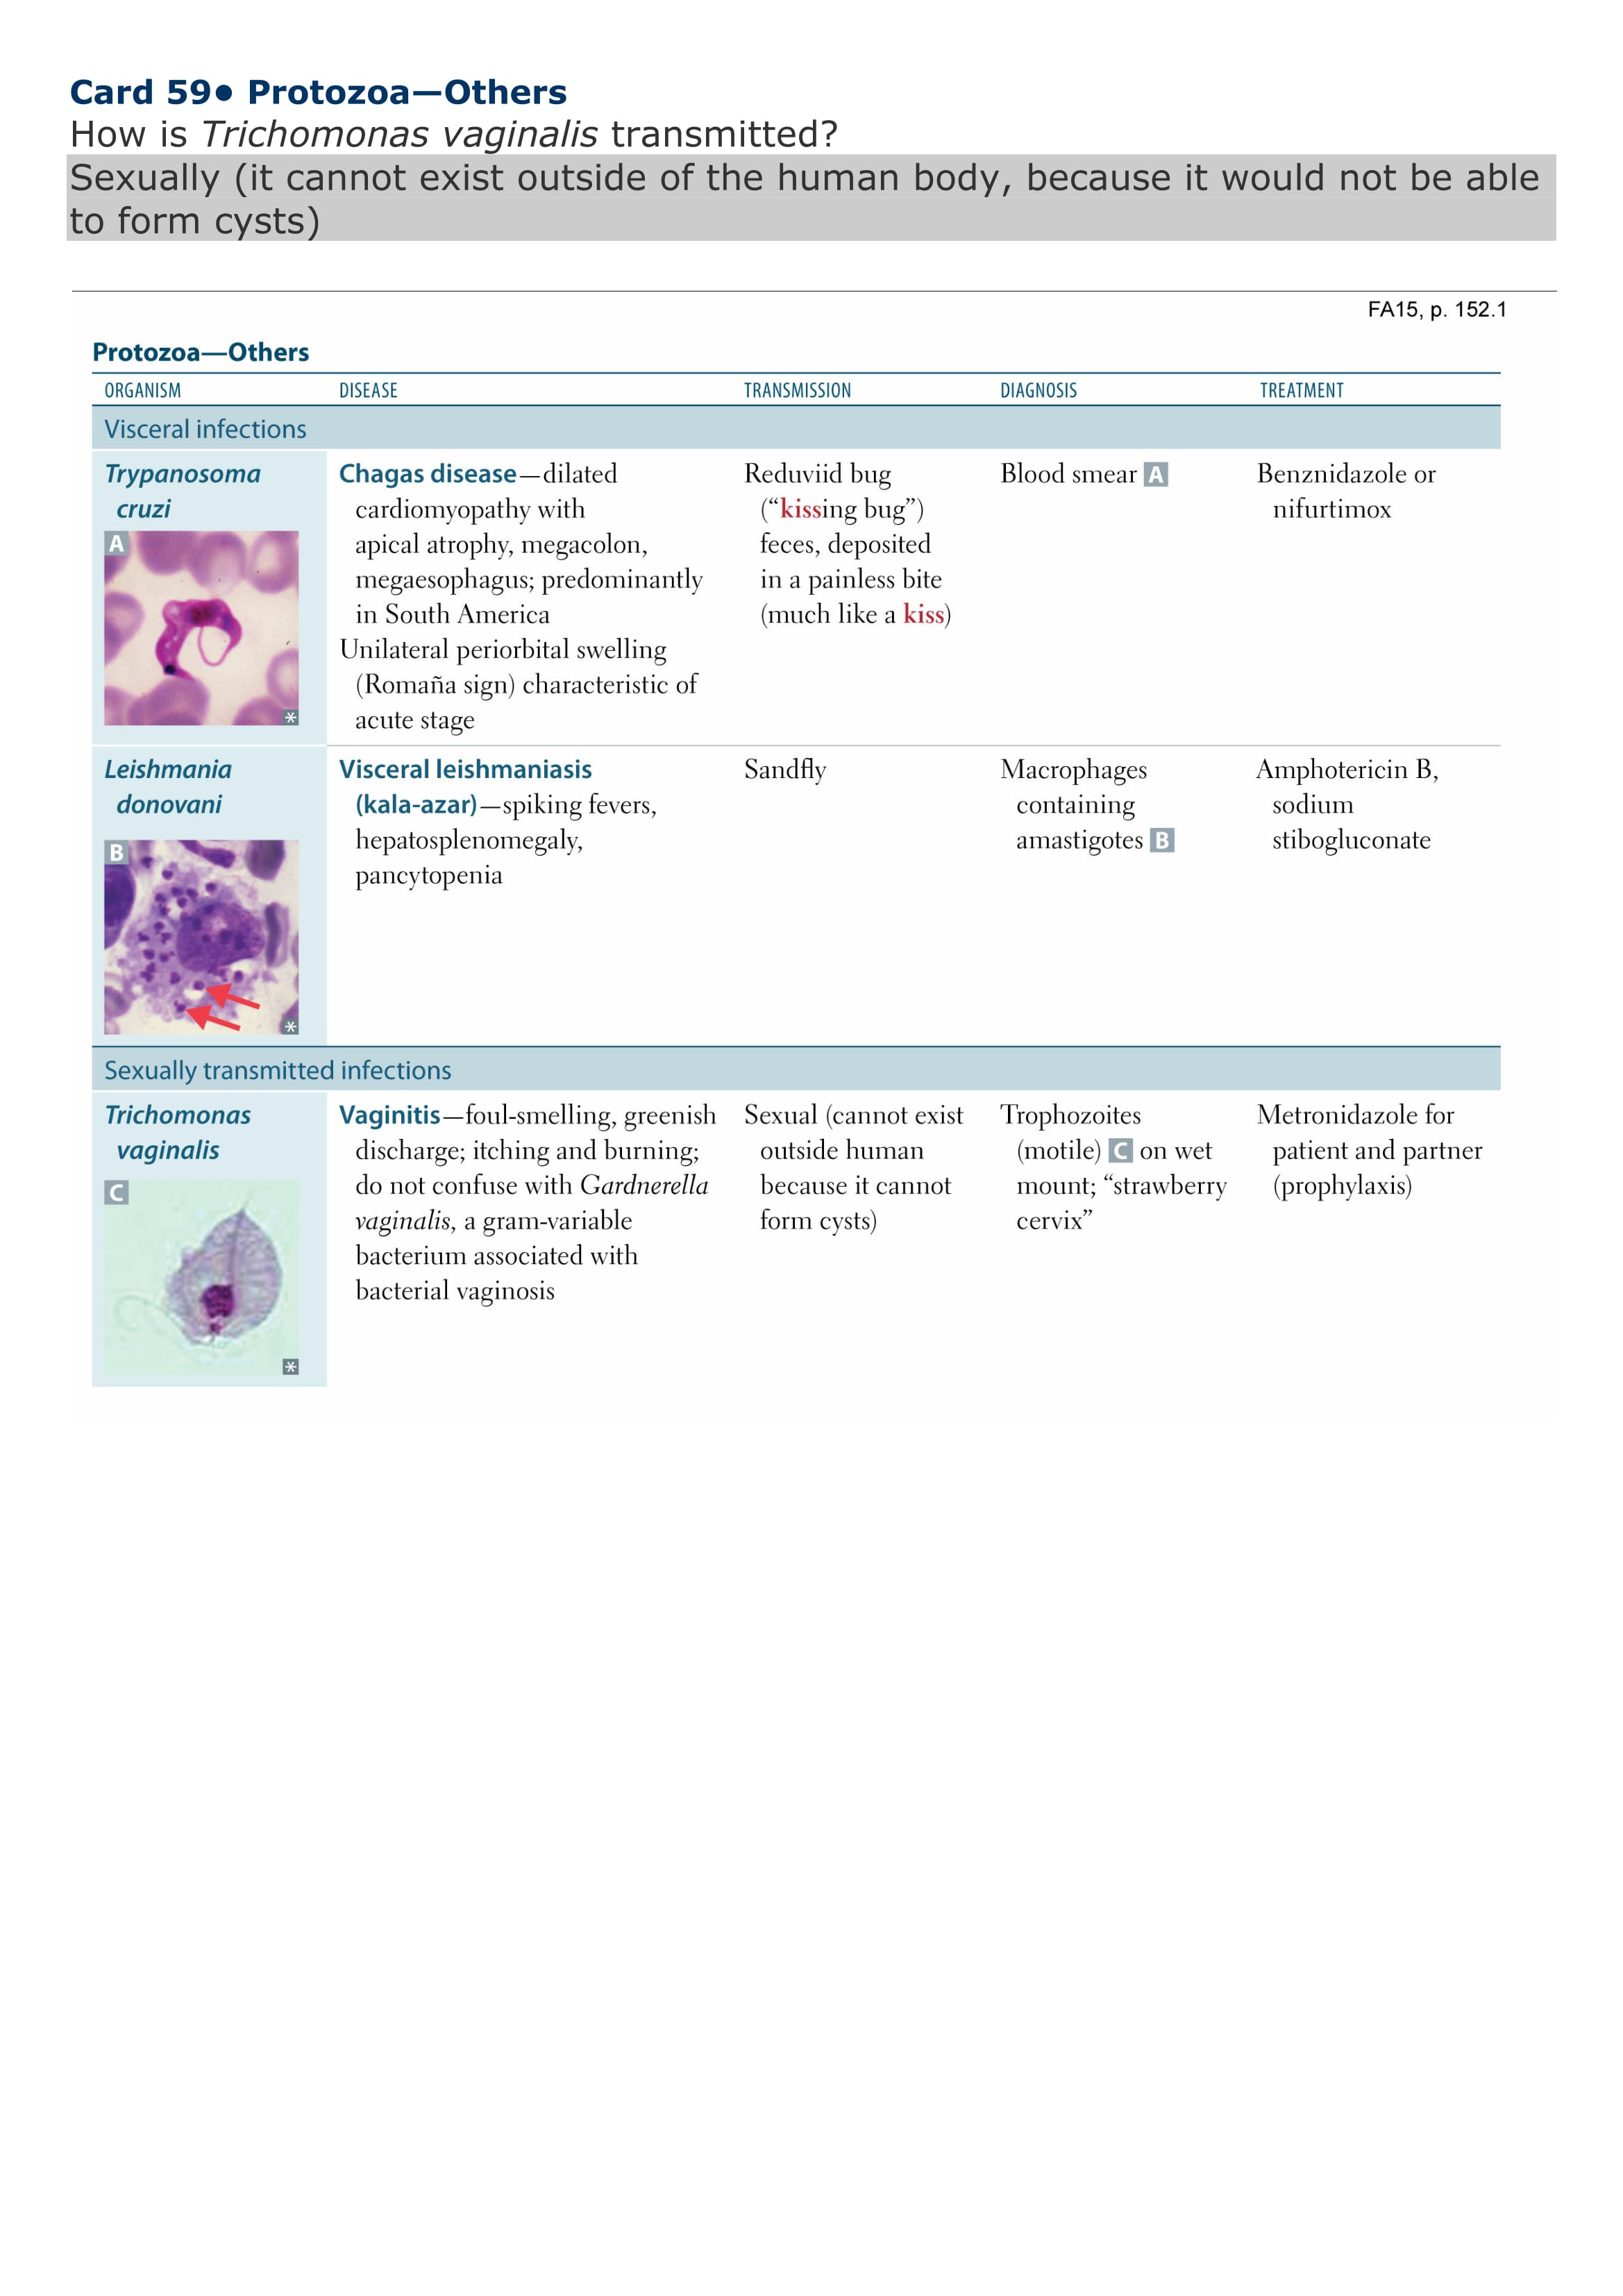 Card 59● Protozoa—Others
How is Trichomonas vaginalis transmitted?
Sexually (it cannot exist outside of the human body, because it would not be able
to form cysts)
FA15, p. 152.1
Protozoa—Others
ORGANISM DISEASE TRANSMISSION DIAGNOSIS TREATMENT
Visceral infections
Trypanosoma
cruzi
A
*
Chagas disease—dilated
cardiomyopathy with
apical atrophy, megacolon,
megaesophagus; predominantly
in South America
Unilateral periorbital swelling
(Romaña sign) characteristic of
acute stage
Reduviid bug
(“kissing bug”)
feces, deposited
in a painless bite
(much like a kiss)
Blood smear A
Benznidazole or
nifurtimox
Leishmania
donovani
B
*
Visceral leishmaniasis
(kala-azar)—spiking fevers,
hepatosplenomegaly,
pancytopenia
Sandfly
Macrophages
containing
amastigotes B
Amphotericin B,
sodium
stibogluconate
Sexually transmitted infections
Trichomonas
vaginalis
C
*
Vaginitis—foul-smelling, greenish
discharge; itching and burning;
do not confuse with Gardnerella
vaginalis, a gram-variable
bacterium associated with
bacterial vaginosis
Sexual (cannot exist
outside human
because it cannot
form cysts)
Trophozoites
(motile) C on wet
mount; “strawberry
cervix”
Metronidazole for
patient and partner
(prophylaxis)